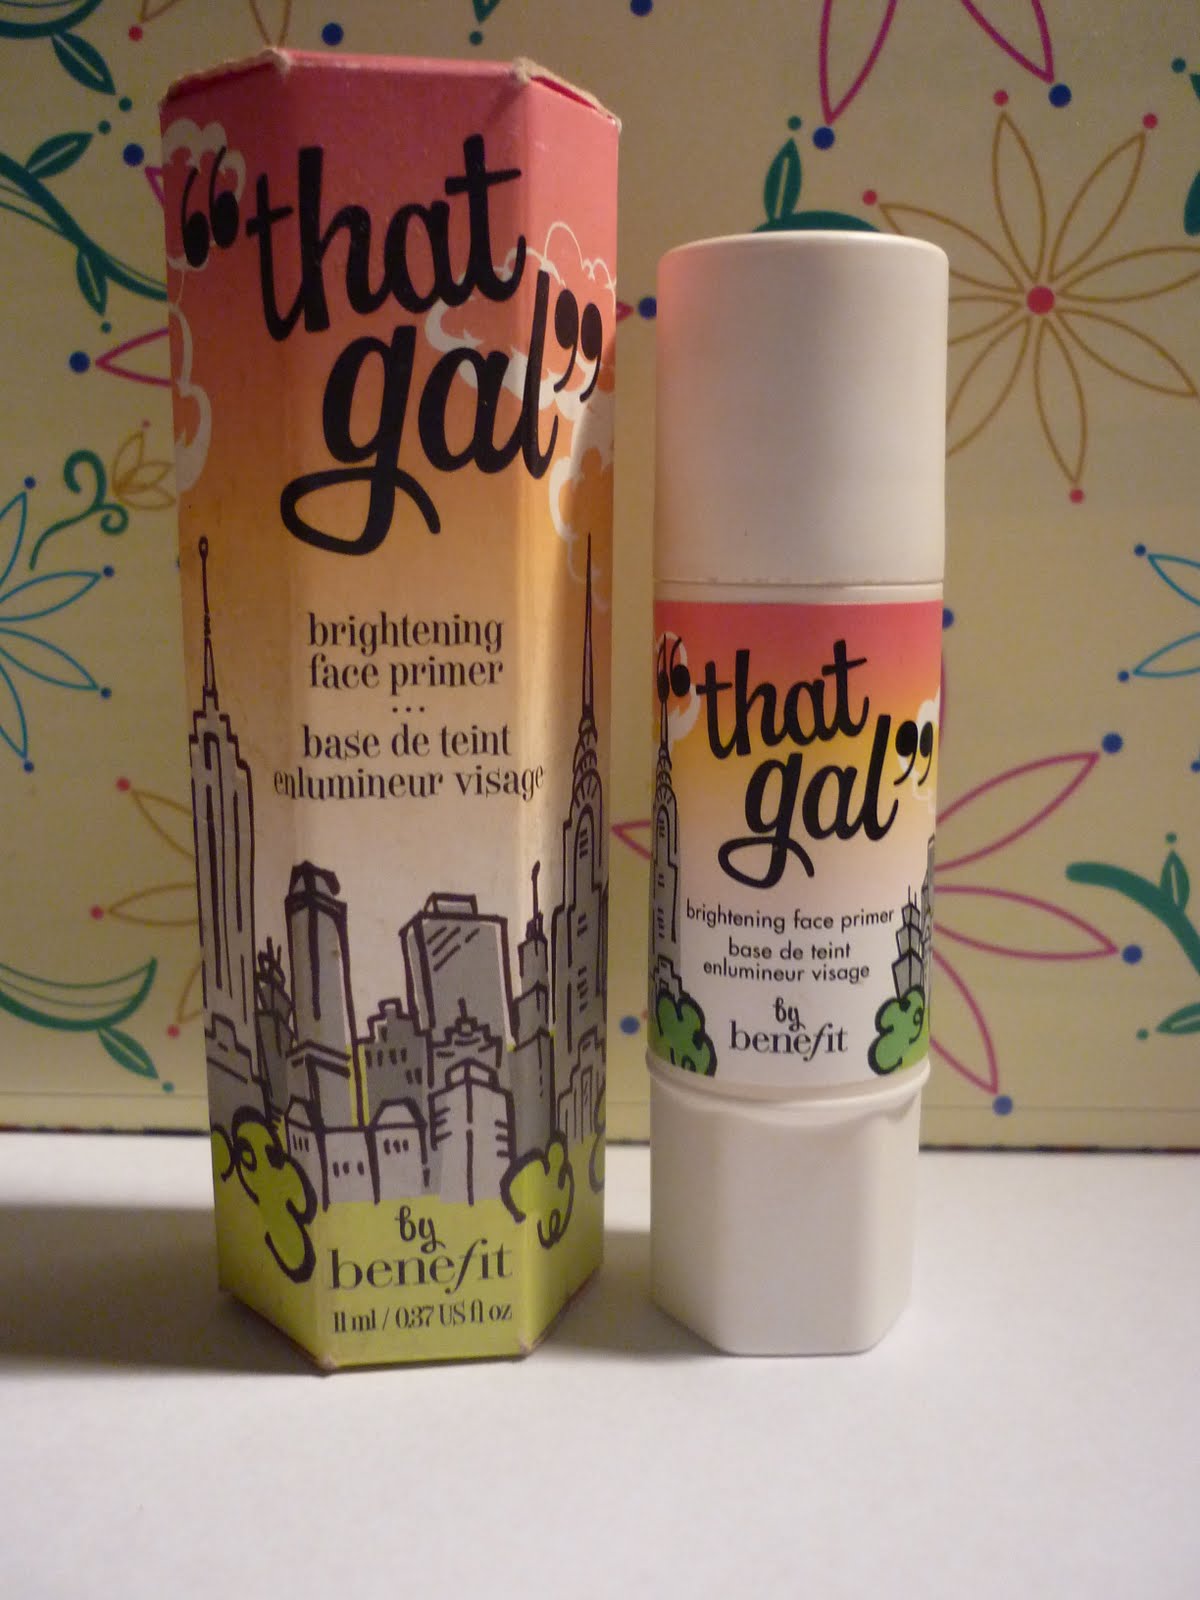 “that
gal”
brightening
face primer
...
base de teint
enlumineur visage
by
benefit
11 ml / 0.37 US fl oz
“that
gal”
brightening face primer
base de teint
enlumineur visage
by
benefit